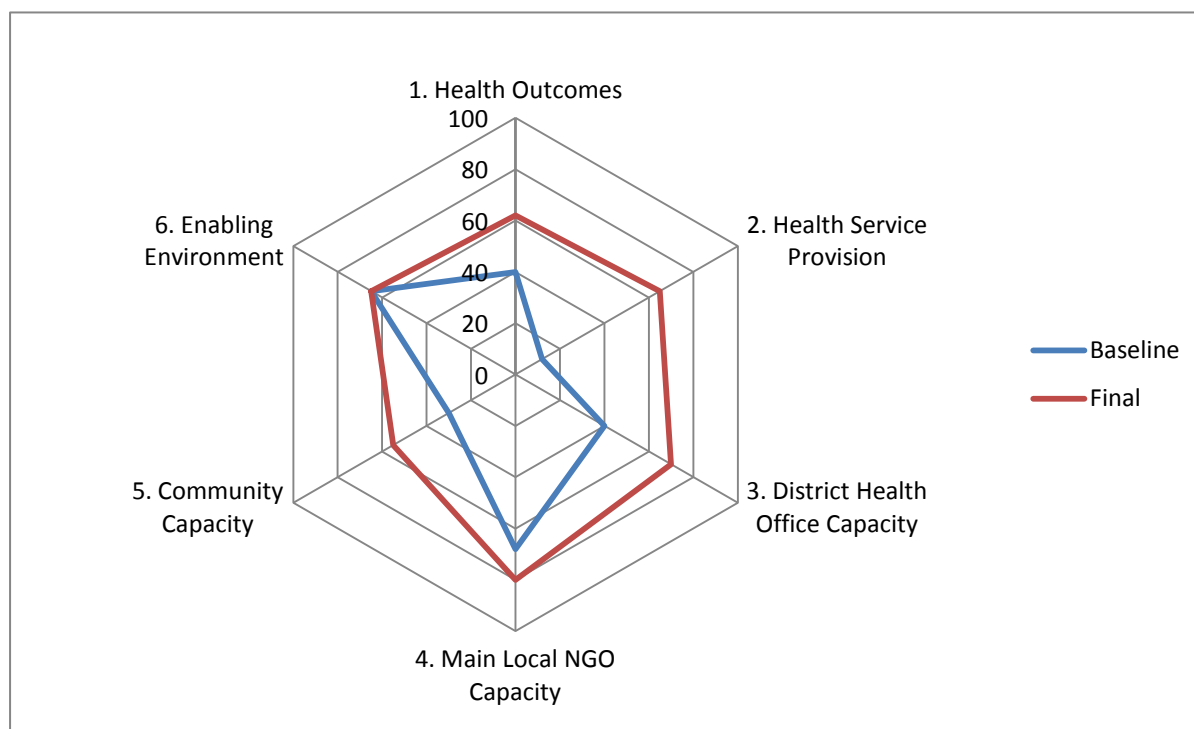 1. Health Outcomes
100
80
60
40
20
0
2. Health Service
Provision
3. District Health
Office Capacity
4. Main Local NGO
Capacity
5. Community
Capacity
6. Enabling
Environment
Baseline
Final